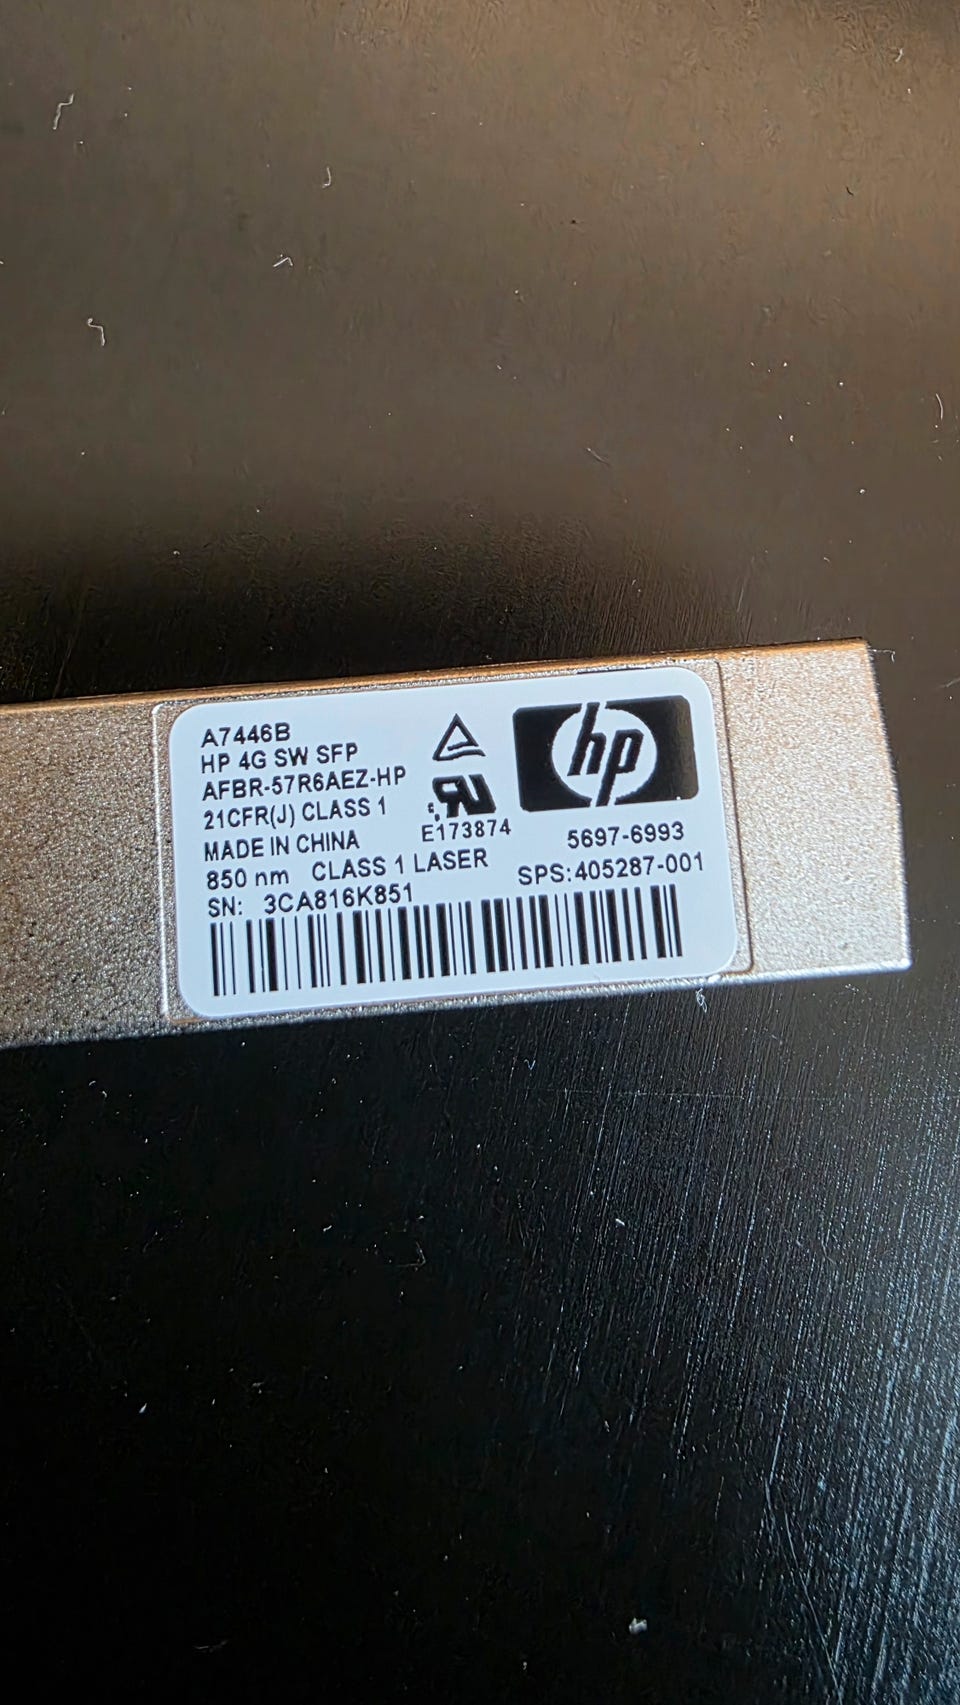 A7446B
HP 4G SW SFP
AFBR-57R6AEZ-HP
21CFR(J) CLASS 1
MADE IN CHINA
850 nm CLASS 1 LASER
SN: 3CA816K851
E173874
hp
5697-6993
SPS:405287-001